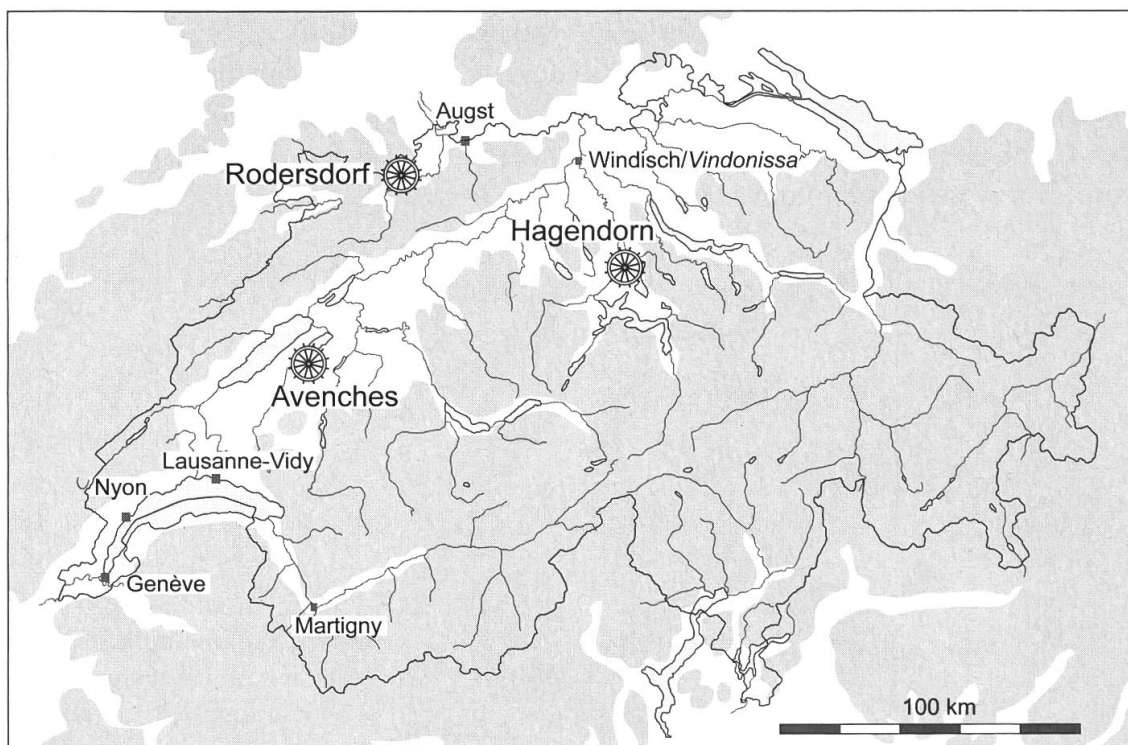 Augst
Rodersdorf
Windisch/Vindonissa
Hagendorn
Avenches
Lausanne-Vidy
Nyon
Genève
Martigny
100 km